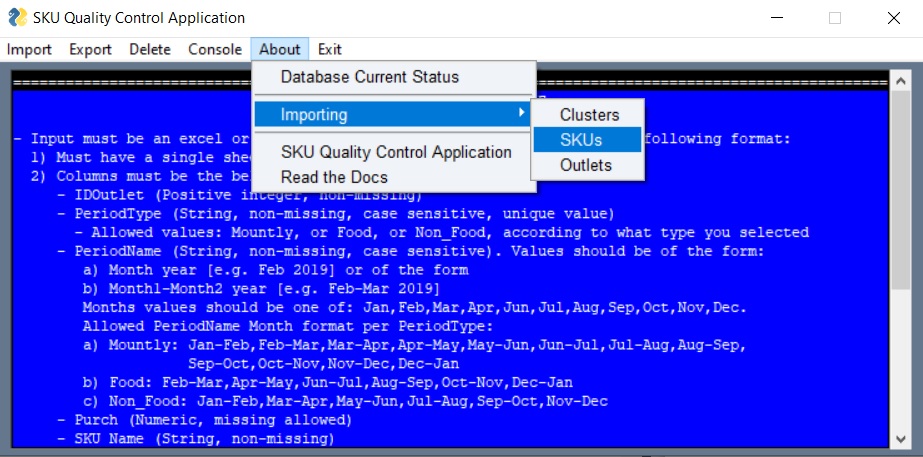 SKU Quality Control Application
Import Export Delete Console About Exit
Database Current Status
Importing
Clusters
SKUs
Outlets
SKU Quality Control Application
Read the Docs
================================================================
- Input must be an excel or following format:
1) Must have a single shee
2) Columns must be the be
- IDOutlet (Positive integer, non-missing)
- PeriodType (String, non-missing, case sensitive, unique value)
- Allowed values: Mountly, or Food, or Non_Food, according to what type you selected
- PeriodName (String, non-missing, case sensitive). Values should be of the form:
a) Month year [e.g. Feb 2019] or of the form
b) Month1-Month2 year [e.g. Feb-Mar 2019]
Months values should be one of: Jan,Feb,Mar,Apr,Jun,Jul,Aug,Sep,Oct,Nov,Dec.
Allowed PeriodName Month format per PeriodType:
a) Mountly: Jan-Feb,Feb-Mar,Mar-Apr,Apr-May,May-Jun,Jun-Jul,Jul-Aug,Aug-Sep,
Sep-Oct,Oct-Nov,Nov-Dec,Dec-Jan
b) Food: Feb-Mar,Apr-May,Jun-Jul,Aug-Sep,Oct-Nov,Dec-Jan
c) Non_Food: Jan-Feb,Mar-Apr,May-Jun,Jul-Aug,Sep-Oct,Nov-Dec
- Purch (Numeric, missing allowed)
- SKU Name (String, non-missing)